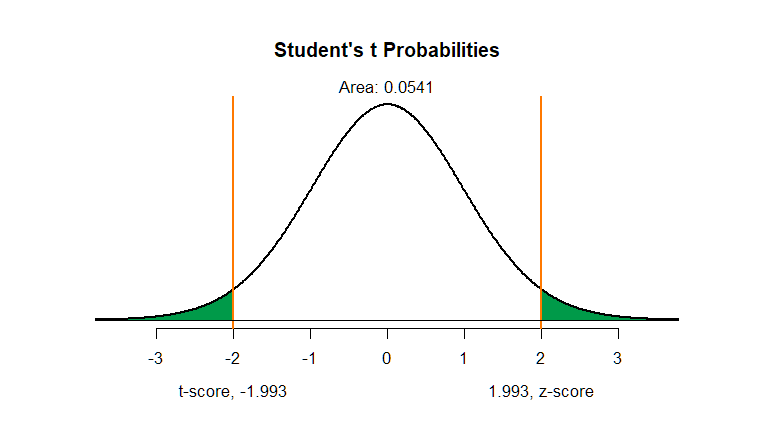 Student's t Probabilities
Area: 0.0541
-3 -2 -1 0 1 2 3
t-score, -1.993 1.993, z-score